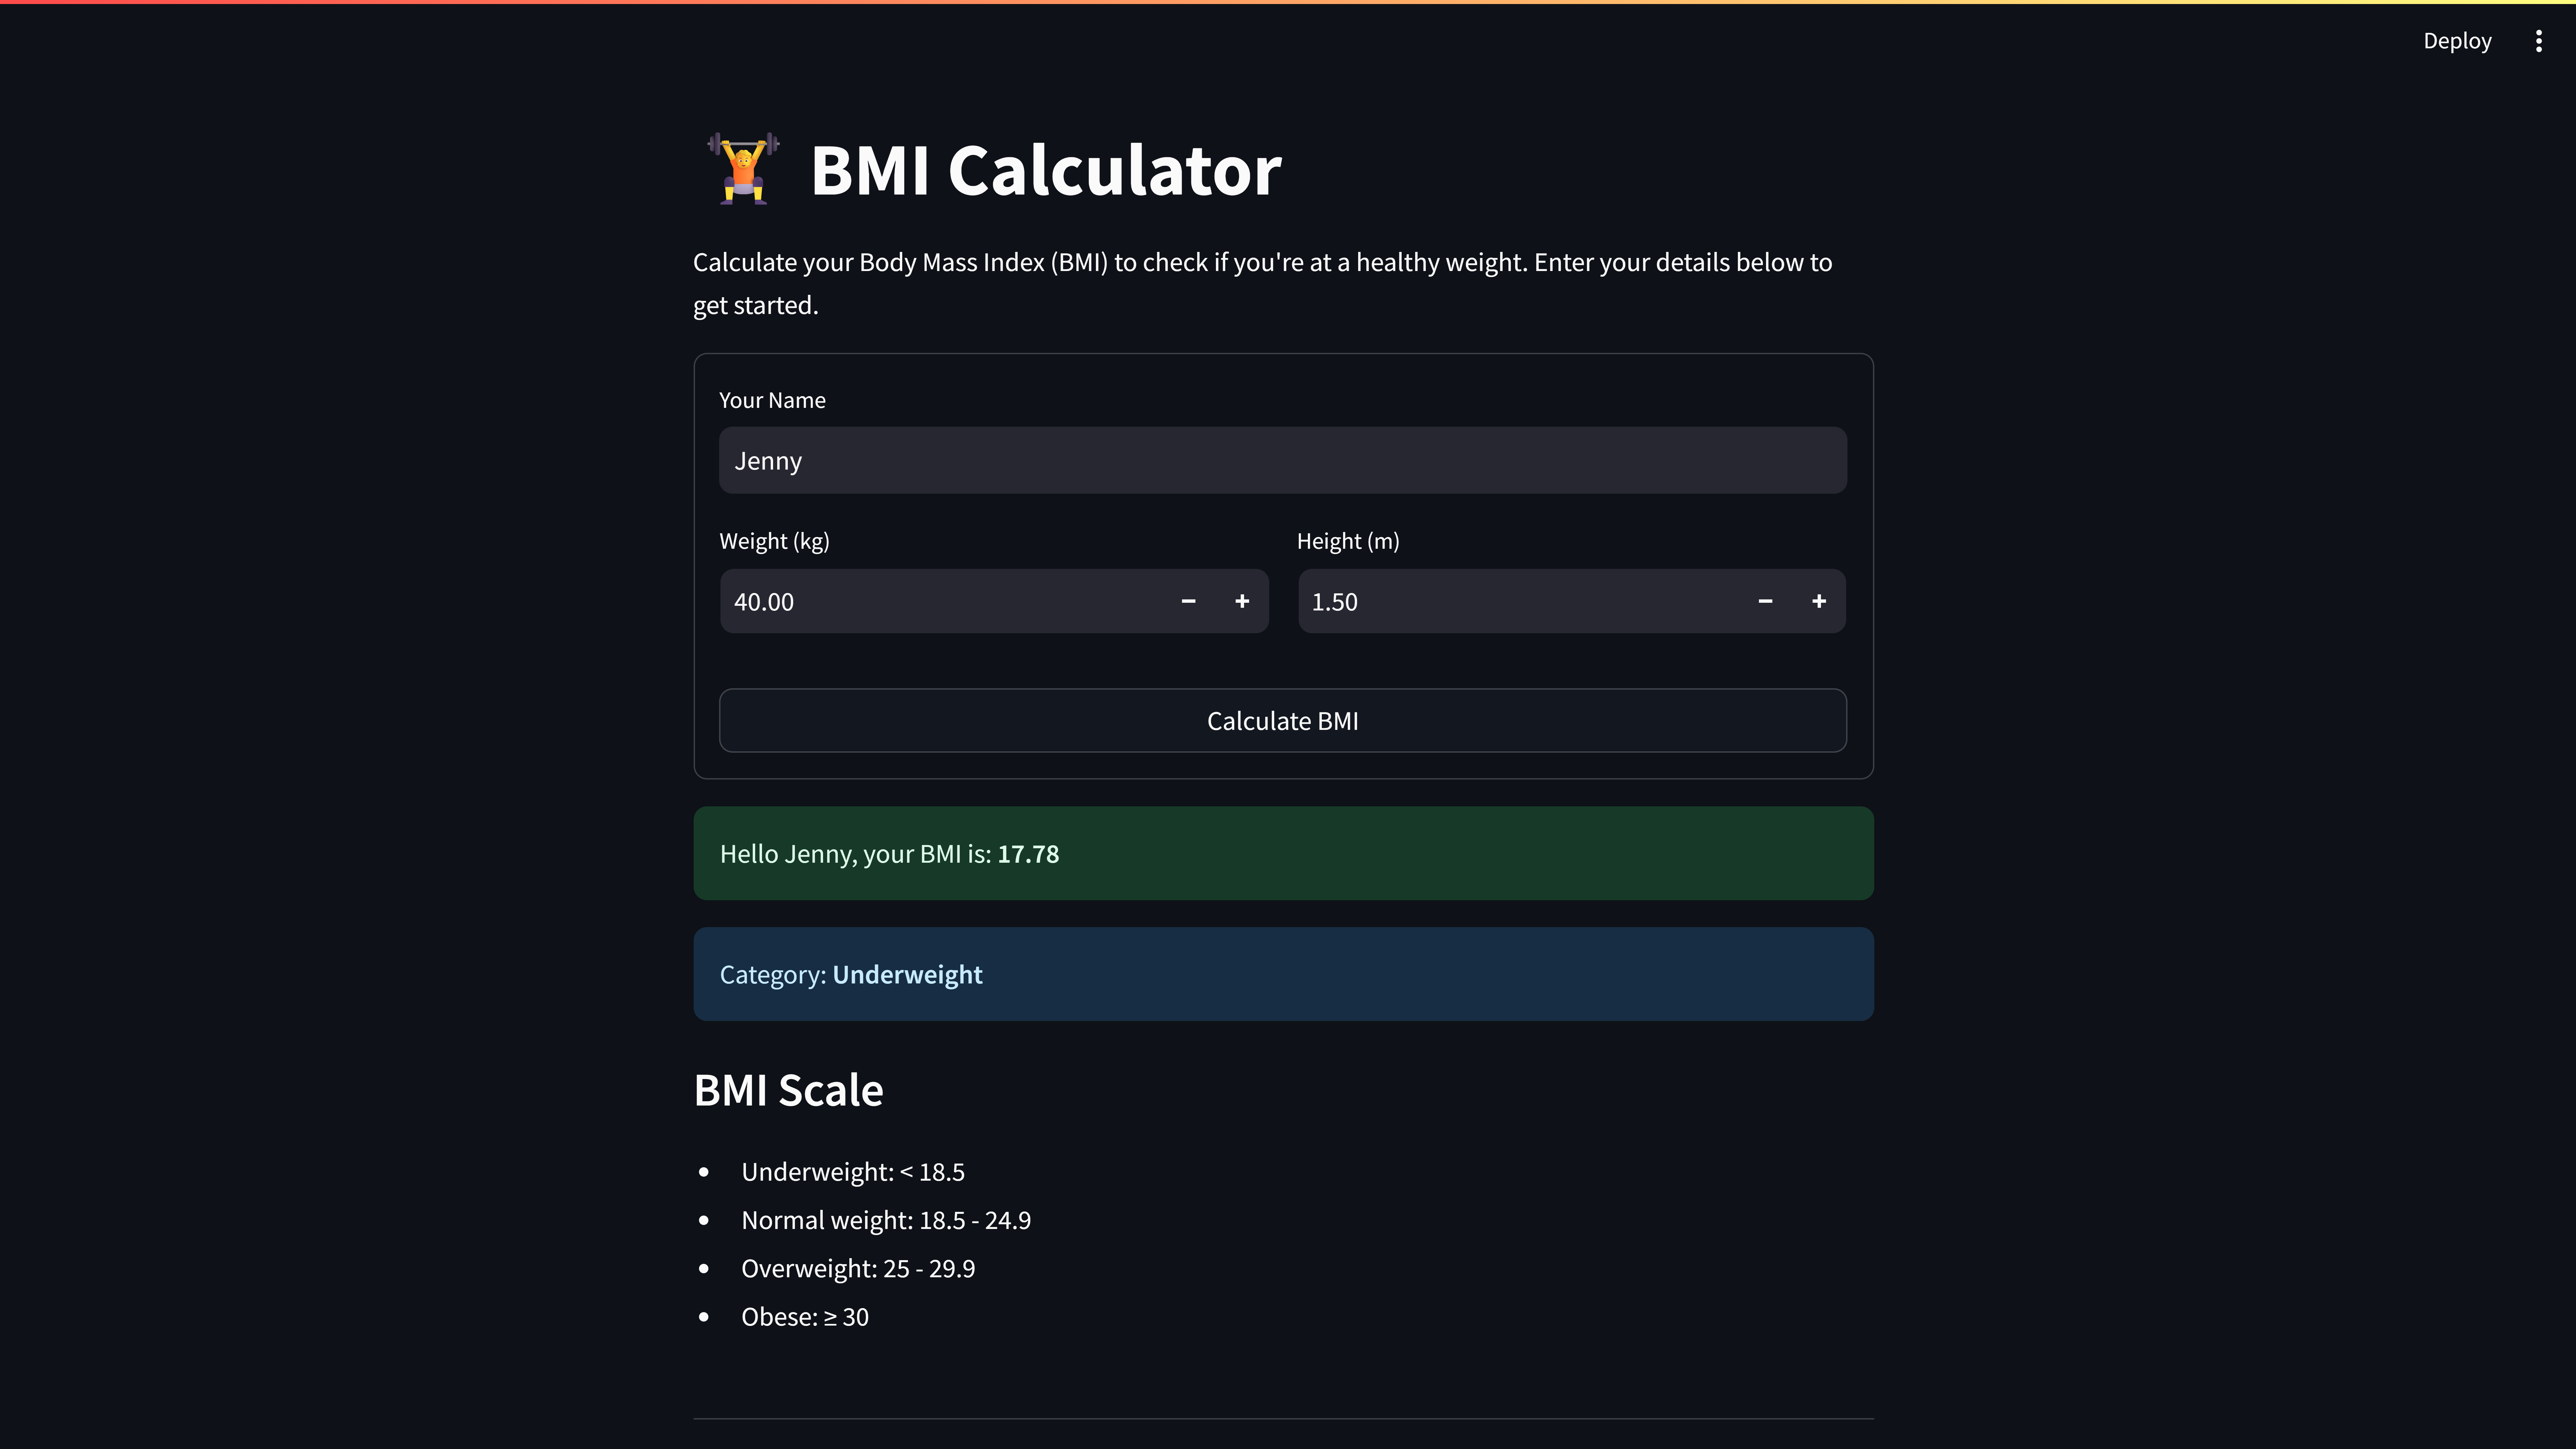 Deploy
BMI Calculator
Calculate your Body Mass Index (BMI) to check if you're at a healthy weight. Enter your details below to
get started.
Your Name
Jenny
Weight (kg)
Height (m)
40.00
1.50
Calculate BMI
Hello Jenny, your BMI is: 17.78
Category: Underweight
BMI Scale
Underweight: < 18.5
Normal weight: 18.5 - 24.9
Overweight: 25 - 29.9
Obese: ≥ 30